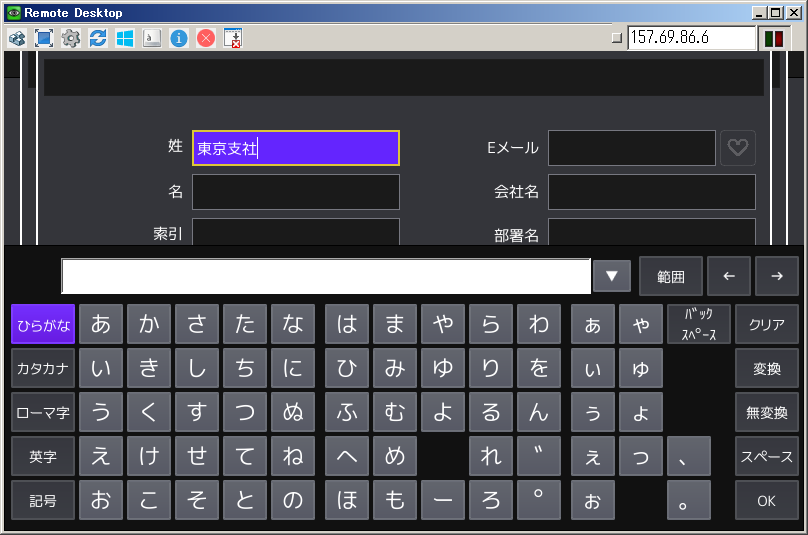 Remote Desktop
à
157.69.86.6
姓 東京支社
Eメール
名
会社名
索引
部署名
▼ 範囲 ← →
ひらがな あ か さ た な は ま や ら わ ぁ ゃ ﾊﾞｯｸｽﾍﾟｰｽ クリア
カタカナ い き し ち に ひ み ゆ り を ぃ ゅ 変換
ローマ字 う く す つ ぬ ふ む よ る ん ぅ ょ 無変換
英字 え け せ て ね へ め れ ゛ ぇ っ 、 スペース
記号 お こ そ と の ほ も ー ろ ゜ ぉ 。 OK